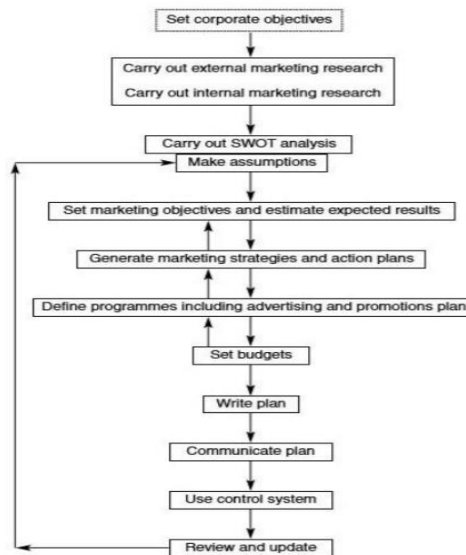 Set corporate objectives
Carry out external marketing research
Carry out internal marketing research
Carry out SWOT analysis
Make assumptions
Set marketing objectives and estimate expected results
Generate marketing strategies and action plans
Define programmes including advertising and promotions plan
Set budgets
Write plan
Communicate plan
Use control system
Review and update